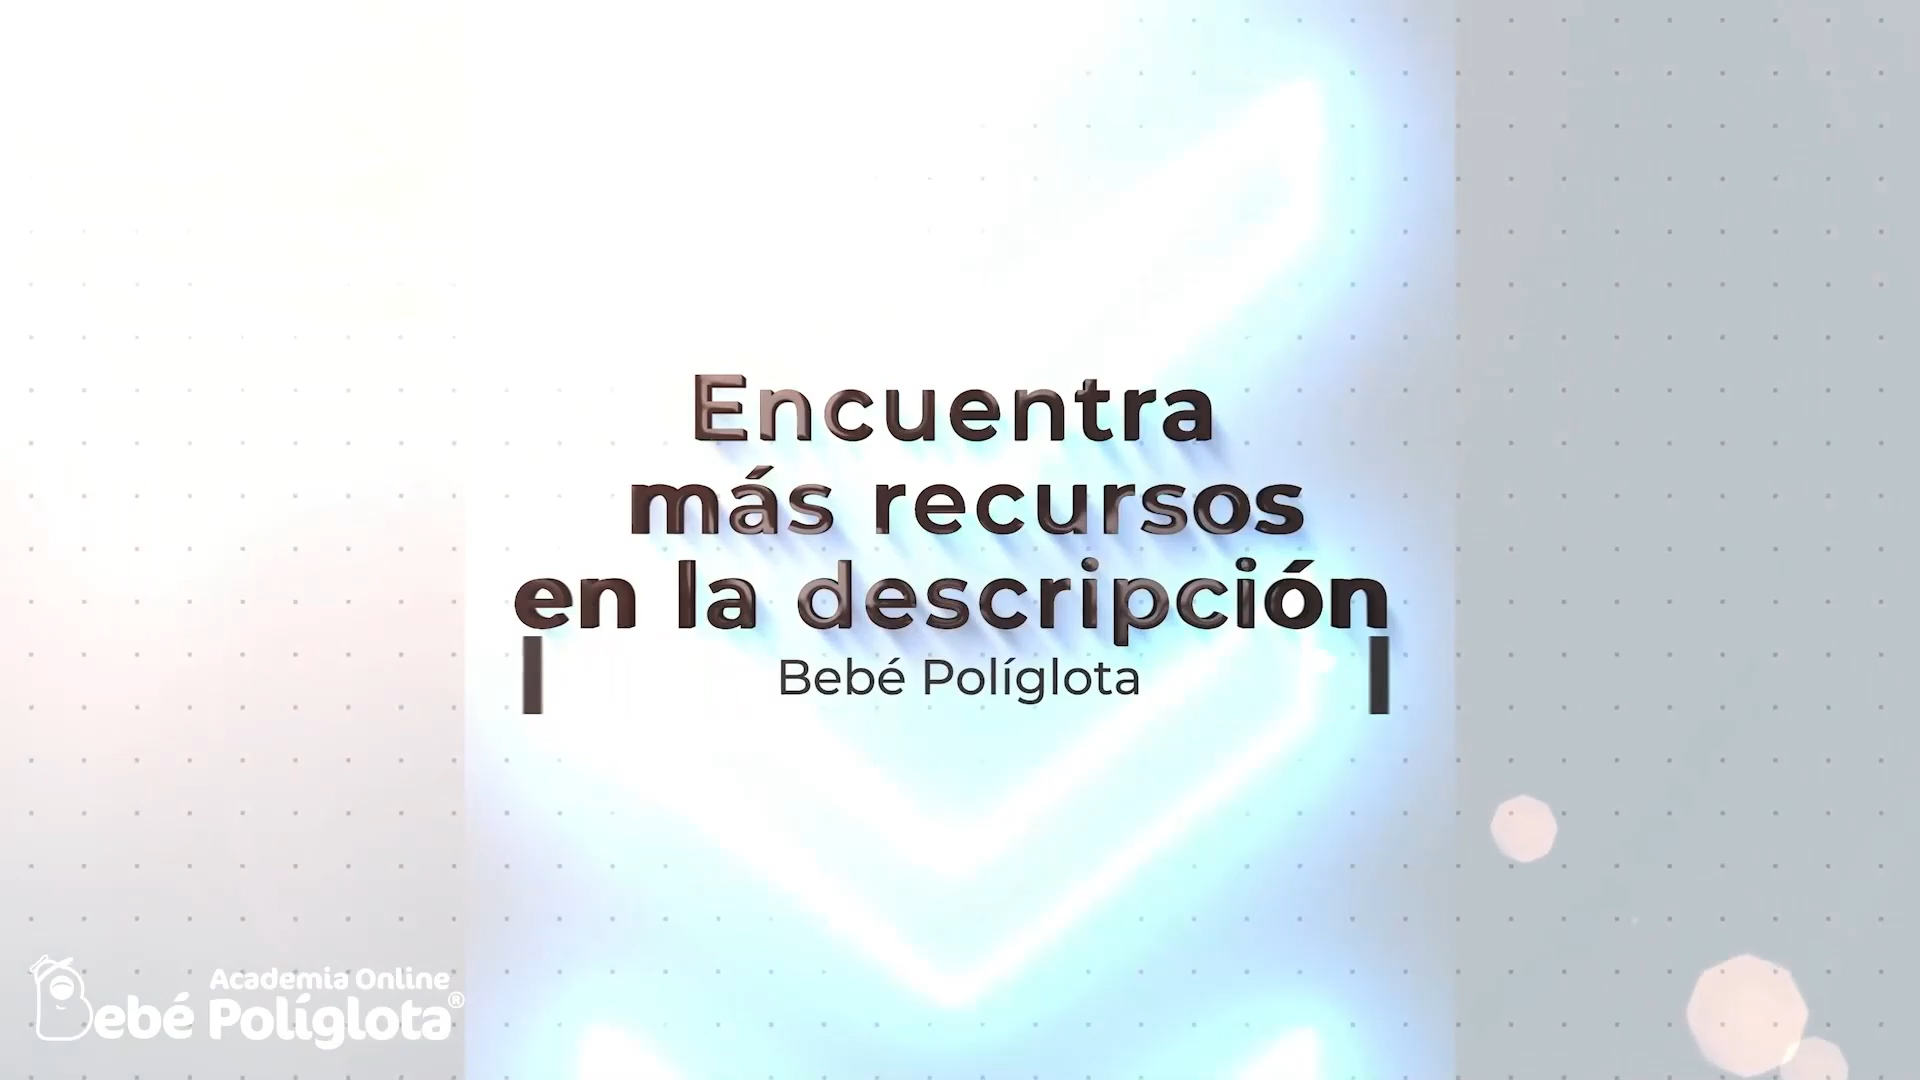 Encuentra
más recursos
en la descripción
Bebé Políglota
Academia Online
Bebé Políglota®